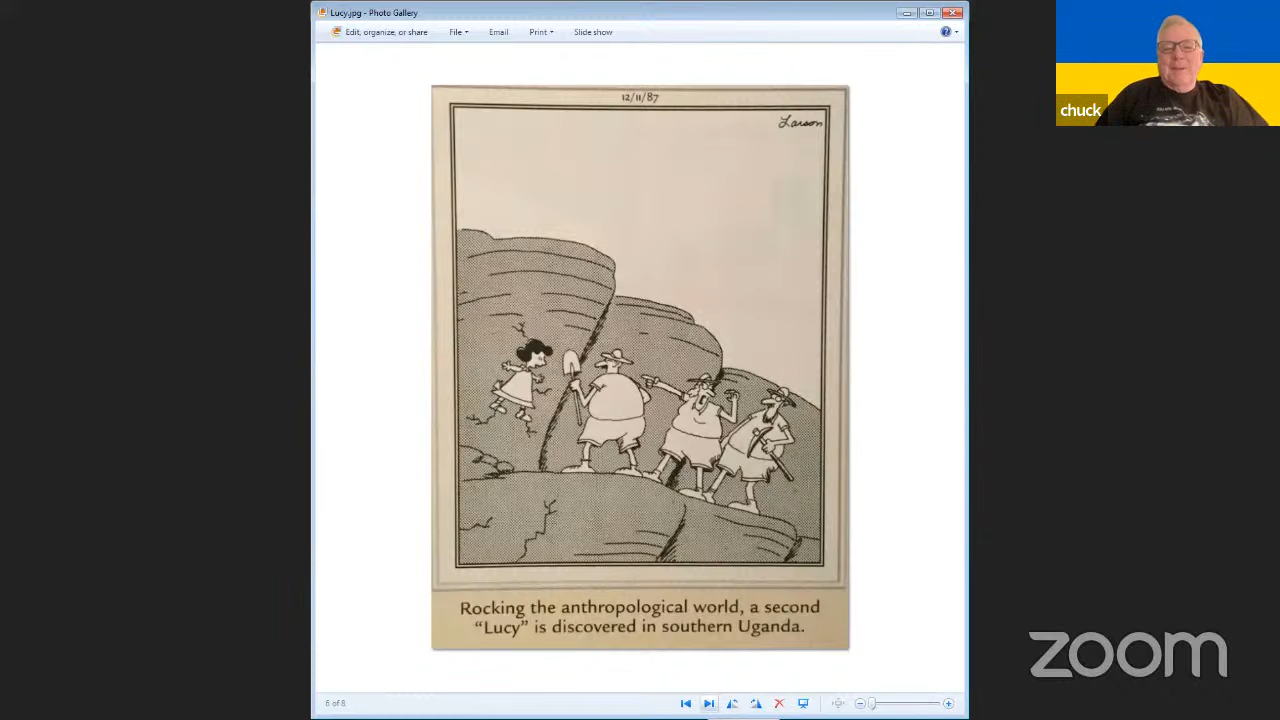 Lucy.jpg - Photo Gallery
Edit, organize, or share File Email Print Slide show
chuck
12/11/87
Larson
Rocking the anthropological world, a second
“Lucy” is discovered in southern Uganda.
6 of 8
zoom